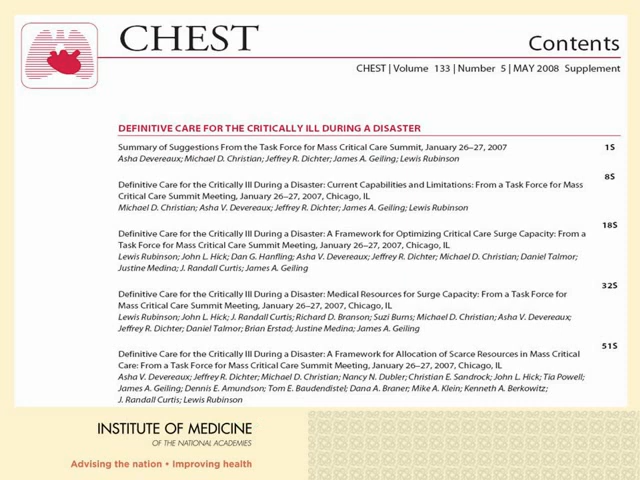 CHEST
Contents
CHEST | Volume 133 | Number 5 | MAY 2008 Supplement
DEFINITIVE CARE FOR THE CRITICALLY ILL DURING A DISASTER
Summary of Suggestions From the Task Force for Mass Critical Care Summit, January 26–27, 2007 1S
Asha Devereaux; Michael D. Christian; Jeffrey R. Dichter; James A. Geiling; Lewis Rubinson
8S
Definitive Care for the Critically Ill During a Disaster: Current Capabilities and Limitations: From a Task Force for Mass
Critical Care Summit Meeting, January 26–27, 2007, Chicago, IL
Michael D. Christian; Asha V. Devereaux; Jeffrey R. Dichter; James A. Geiling; Lewis Rubinson
18S
Definitive Care for the Critically Ill During a Disaster: A Framework for Optimizing Critical Care Surge Capacity: From a
Task Force for Mass Critical Care Summit Meeting, January 26–27, 2007, Chicago, IL
Lewis Rubinson; John L. Hick; Dan G. Hanfling; Asha V. Devereaux; Jeffrey R. Dichter; Michael D. Christian; Daniel Talmor;
Justine Medina; J. Randall Curtis; James A. Geiling
32S
Definitive Care for the Critically Ill During a Disaster: Medical Resources for Surge Capacity: From a Task Force for
Mass Critical Care Summit Meeting, January 26–27, 2007, Chicago, IL
Lewis Rubinson; John L. Hick; J. Randall Curtis; Richard D. Branson; Suzi Burns; Michael D. Christian; Asha V. Devereaux;
Jeffrey R. Dichter; Daniel Talmor; Brian Erstad; Justine Medina; James A. Geiling
51S
Definitive Care for the Critically Ill During a Disaster: A Framework for Allocation of Scarce Resources in Mass Critical
Care: From a Task Force for Mass Critical Care Summit Meeting, January 26–27, 2007, Chicago, IL
Asha V. Devereaux; Jeffrey R. Dichter; Michael D. Christian; Nancy N. Dubler; Christian E. Sandrock; John L. Hick; Tia Powell;
James A. Geiling; Dennis E. Amundson; Tom E. Baudendistel; Dana A. Braner; Mike A. Klein; Kenneth A. Berkowitz;
J. Randall Curtis; Lewis Rubinson
INSTITUTE OF MEDICINE
OF THE NATIONAL ACADEMIES
Advising the nation • Improving health